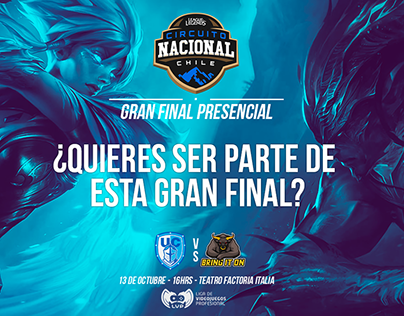 LEAGUE OF
LEGENDS
CIRCUITO
NACIONAL
CHILE
GRAN FINAL PRESENCIAL
¿QUIERES SER PARTE DE
ESTA GRAN FINAL?
UC
VS
BRING IT ON
13 DE OCTUBRE - 16HRS - TEATRO FACTORIA ITALIA
LVP
LIGA DE
VIDEOJUEGOS
PROFESIONAL